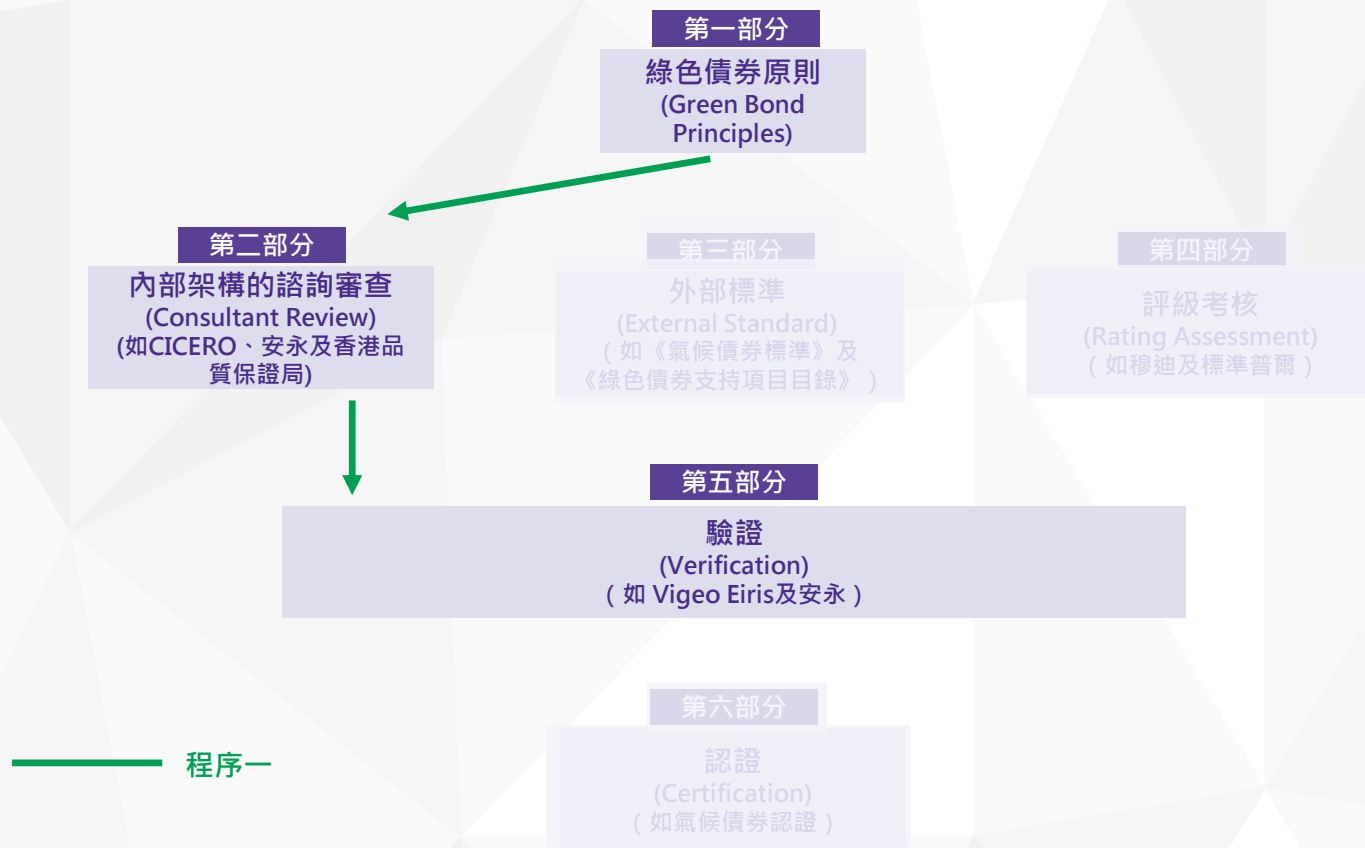 第一部分
綠色債券原則
(Green Bond
Principles)
第二部分
內部架構的諮詢審查
(Consultant Review)
(如CICERO、安永及香港品
質保證局)
第三部分
外部標準
(External Standard)
（如《氣候債券標準》及
《綠色債券支持項目目錄》）
第四部分
評級考核
(Rating Assessment)
（如穆迪及標準普爾）
第五部分
驗證
(Verification)
（如 Vigeo Eiris及安永）
第六部分
認證
(Certification)
（如氣候債券認證）
程序一